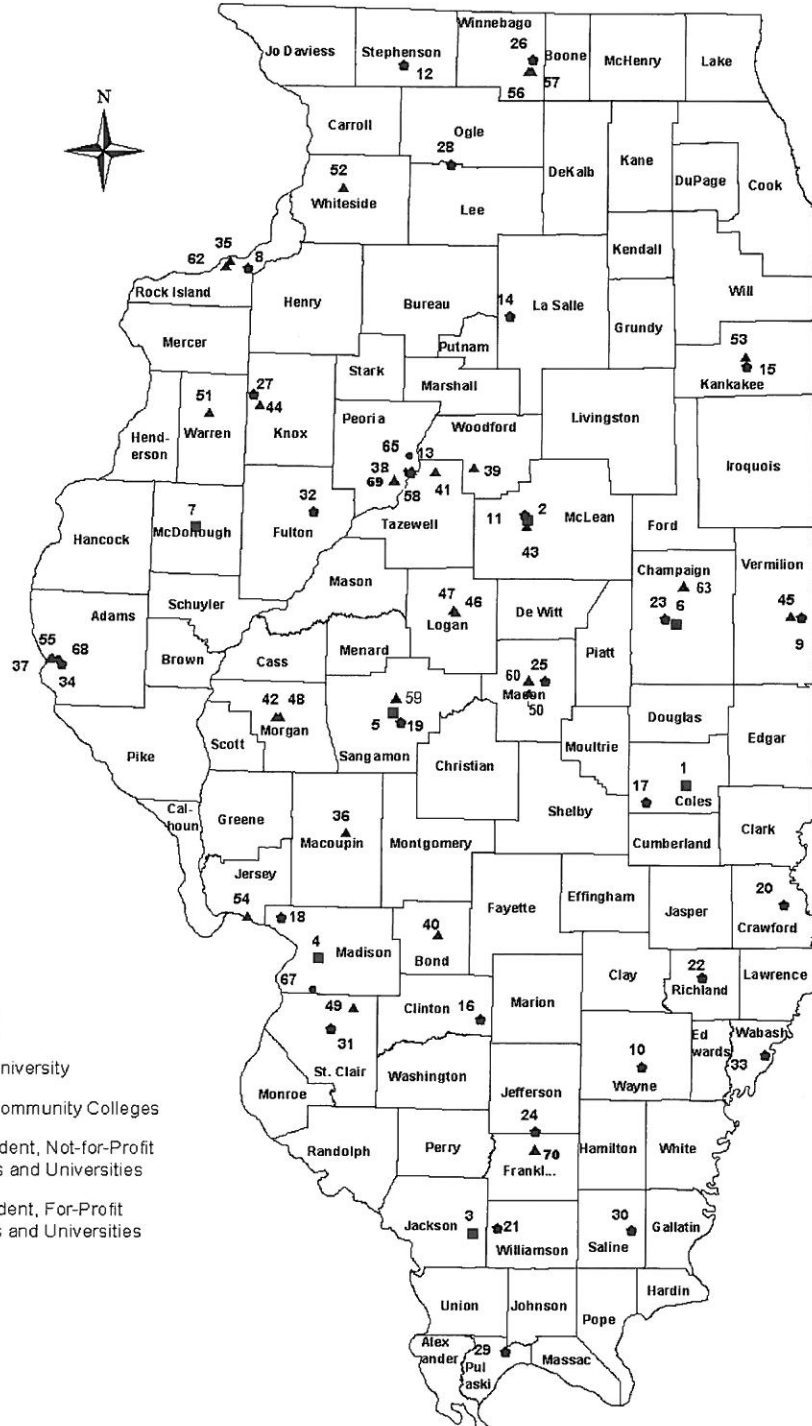 Winnebago
Jo Daviess
Stephenson
26
Boone
McHenry
Lake
12
57
56
N
Carroll
Ogle
28
52
Whiteside
Lee
DeKalb
Kane
DuPage
Cook
Kendall
35
62
8
Rock Island
Henry
Bureau
14
La Salle
Grundy
Will
Mercer
Putnam
53
15
Kankakee
Stark
Marshall
27
44
51
Warren
Knox
Peoria
Woodford
Livingston
Hend-
erson
65
13
38
69
58
41
39
Iroquois
7
McDonough
32
Fulton
Tazewell
11
2
McLean
43
Ford
Hancock
Mason
Champaign
63
Vermilion
Adams
Schuyler
47
46
Logan
De Witt
23
6
45
9
55
68
37
34
Brown
Cass
Menard
Piatt
60
25
Macon
50
42
48
Morgan
59
5
19
Sangamon
Douglas
Edgar
Pike
Scott
Christian
Moultrie
1
17
Coles
Cal-
houn
Greene
36
Macoupin
Montgomery
Shelby
Cumberland
Clark
Jersey
54
18
Fayette
Effingham
Jasper
20
Crawford
4
Madison
40
Bond
Clay
22
Richland
Lawrence
67
49
31
St. Clair
Clinton
16
Marion
Ed
wards
Wabash
33
10
Wayne
niversity
Monroe
Washington
Jefferson
ommunity Colleges
24
Randolph
Perry
70
Frankl...
Hamilton
White
dent, Not-for-Profit
s and Universities
dent, For-Profit
s and Universities
Jackson
3
21
Williamson
30
Saline
Gallatin
Union
Johnson
Pope
Hardin
Alex
ander
29
Pul
aski
Massac